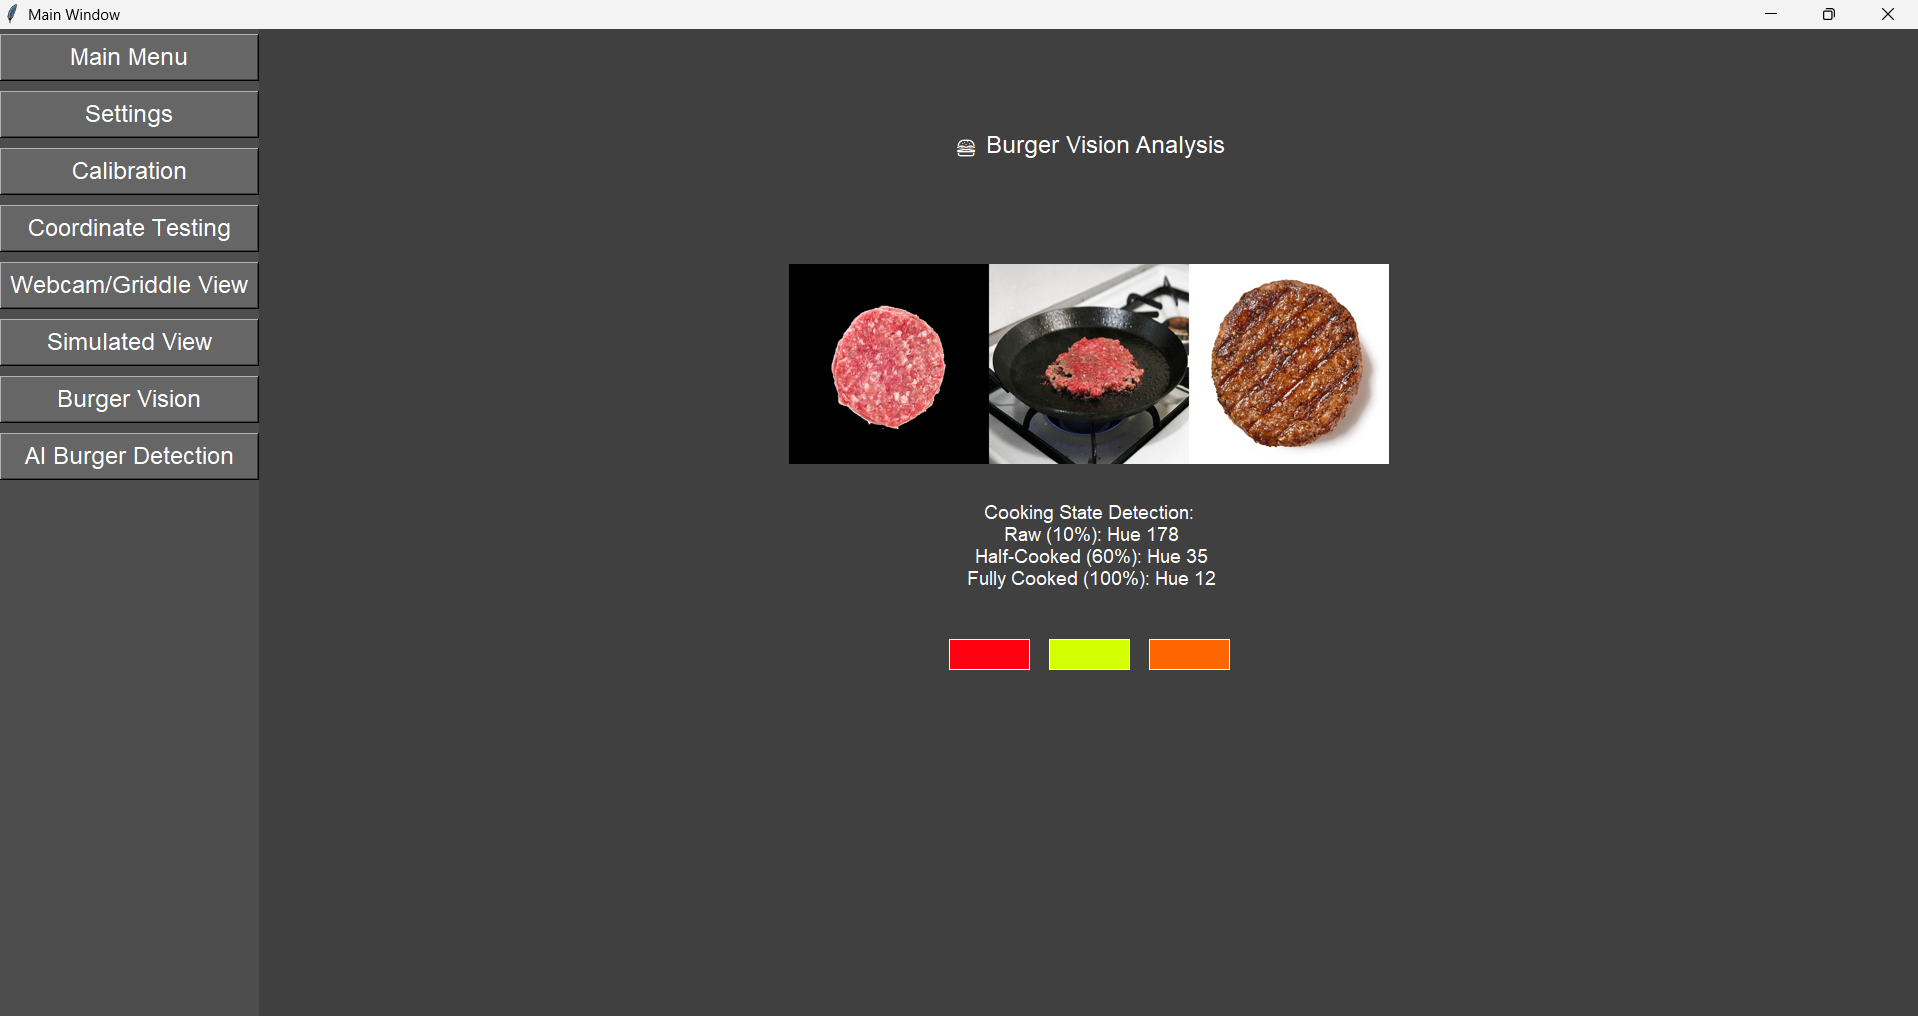 Main Window
Main Menu
Settings
Calibration
Coordinate Testing
Webcam/Griddle View
Simulated View
Burger Vision
AI Burger Detection
🍔 Burger Vision Analysis
Cooking State Detection:
Raw (10%): Hue 178
Half-Cooked (60%): Hue 35
Fully Cooked (100%): Hue 12